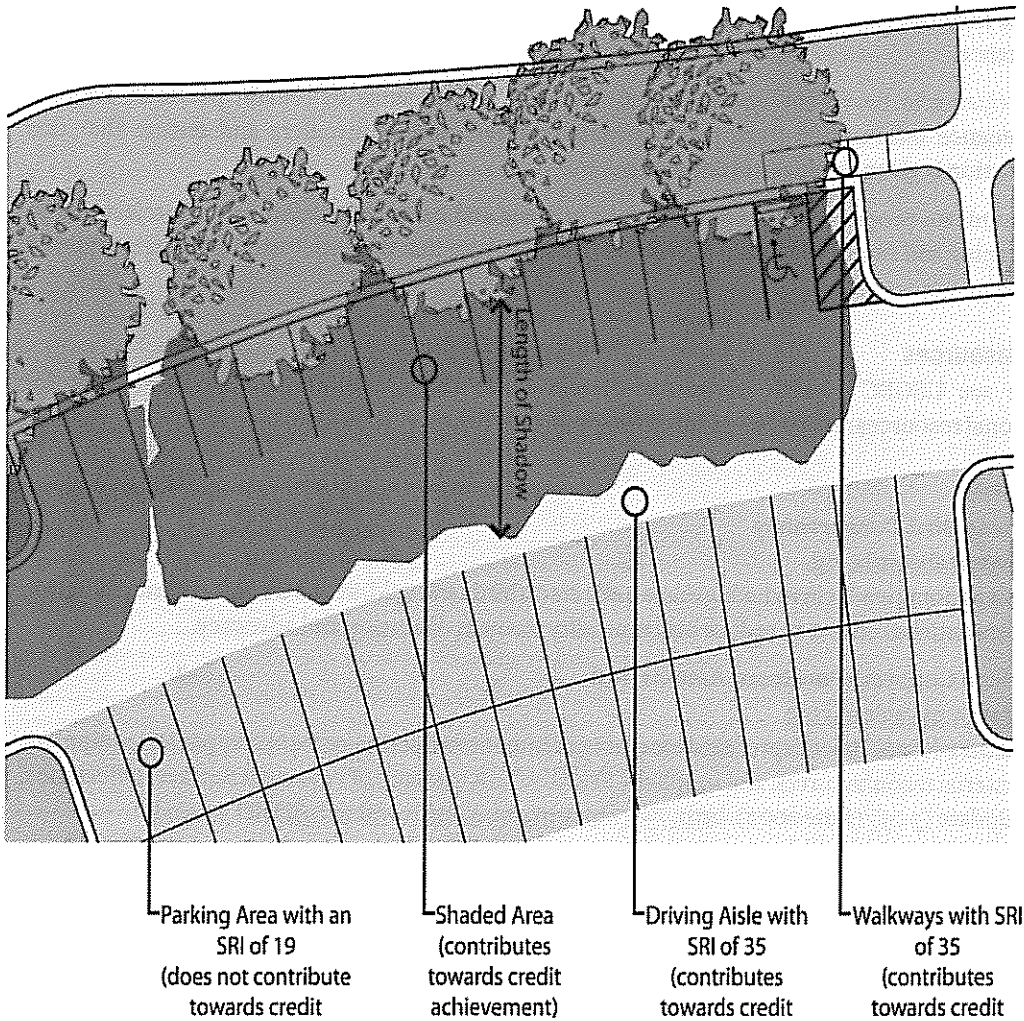 Length of Shadow
Parking Area with an
SRI of 19
(does not contribute
towards credit
Shaded Area
(contributes
towards credit
achievement)
Driving Aisle with
SRI of 35
(contributes
towards credit
Walkways with SRI
of 35
(contributes
towards credit